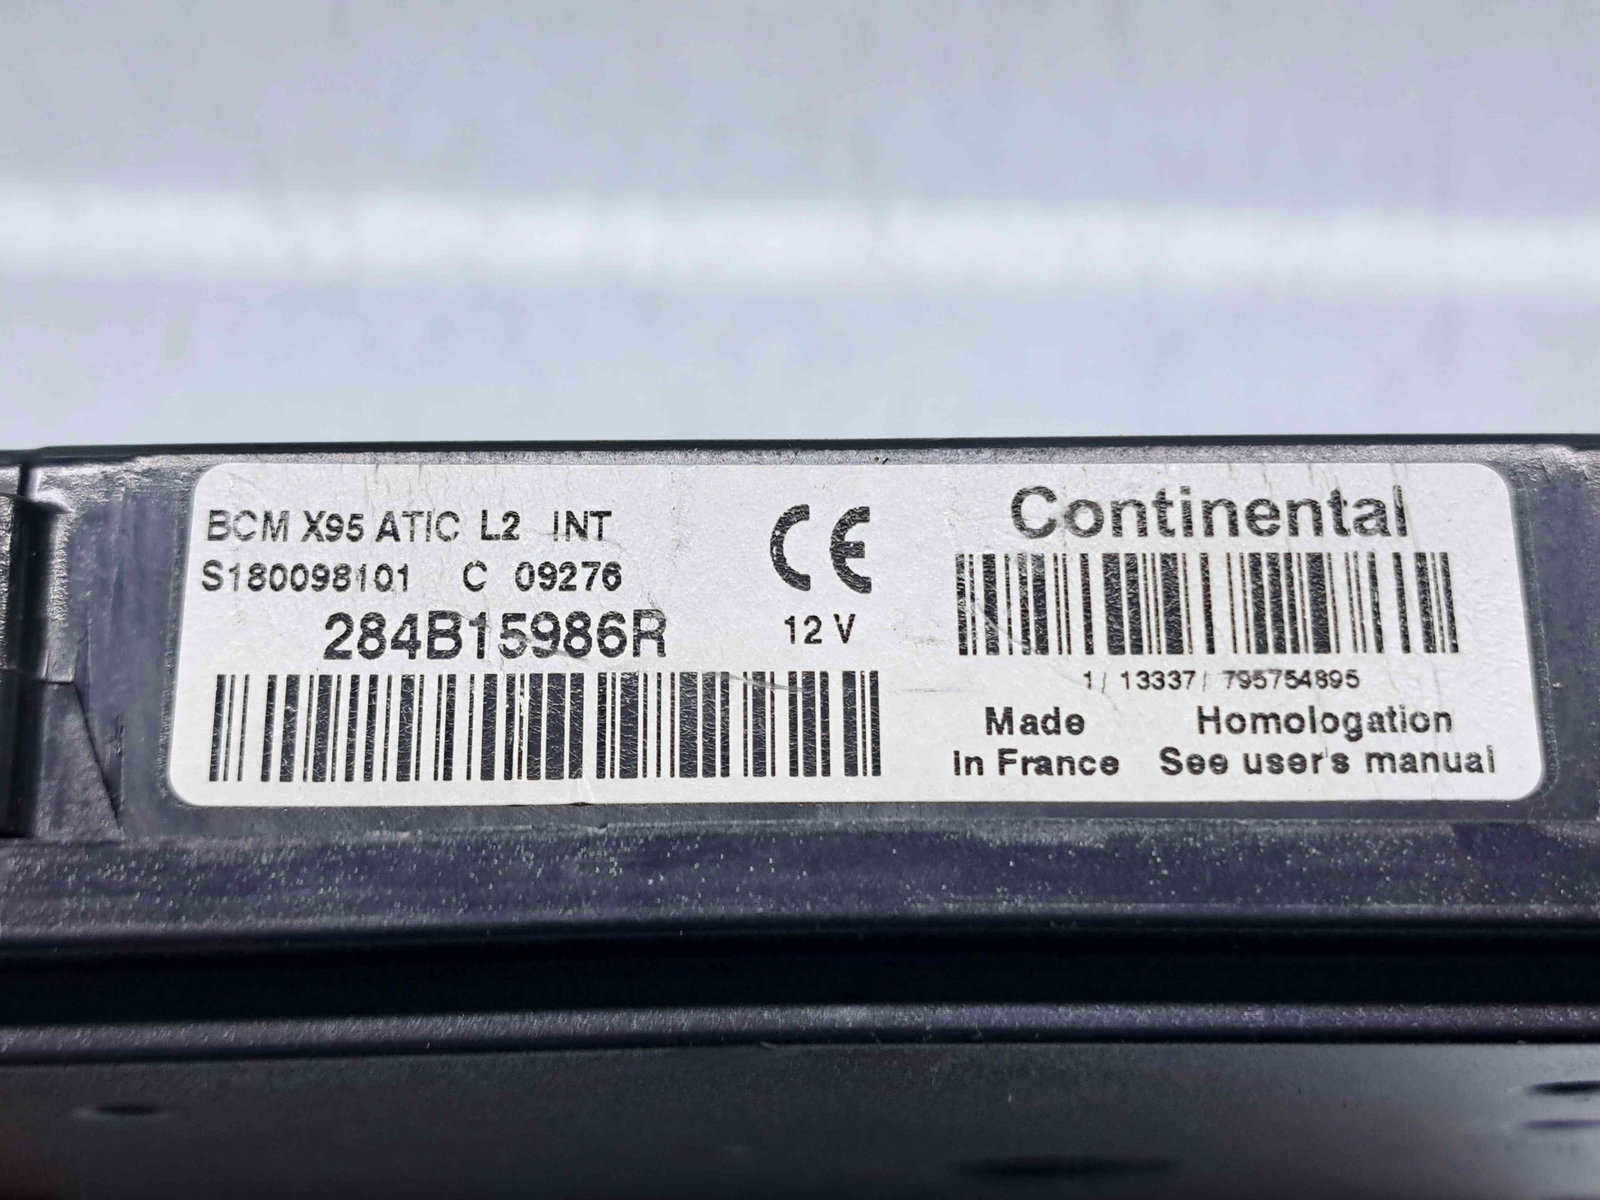 BCM X95 ATIC L2 INT
S180098101 C 09276
284B15986R
CE
12 V
Continental
1/ 13337/ 795754895
Made
in France
Homologation
See user's manual